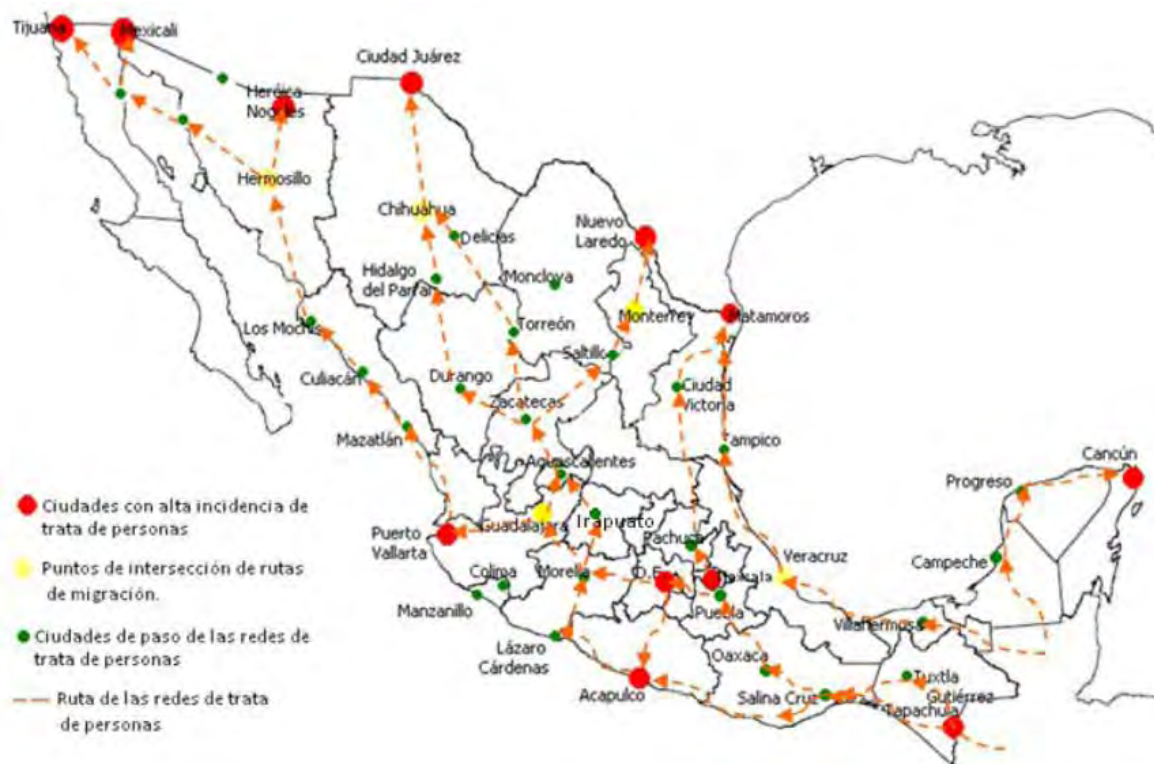 Tijuana
Mexicali
Ciudad Juárez
Heróica
Nogales
Hermosillo
Chihuahua
Delicias
Nuevo
Laredo
Hidalgo
del Parral
Monclova
Los Mochis
Torreón
Monterrey
Matamoros
Saltillo
Culiacán
Durango
Ciudad
Victoria
Zacatecas
Mazatlán
Tampico
Aguascalientes
Cancún
Progreso
Ciudades con alta incidencia de
trata de personas
Puerto
Vallarta
Guadalajara
Irapuato
Pachuca
Veracruz
Campeche
Puntos de intersección de rutas
de migración.
Colima
Morelia
D.F.
Tlaxcala
Manzanillo
Puebla
Villahermosa
Ciudades de paso de las redes de
trata de personas
Lázaro
Cárdenas
Oaxaca
Tuxtla
Gutiérrez
Acapulco
Salina Cruz
Tapachula
Ruta de las redes de trata
de personas